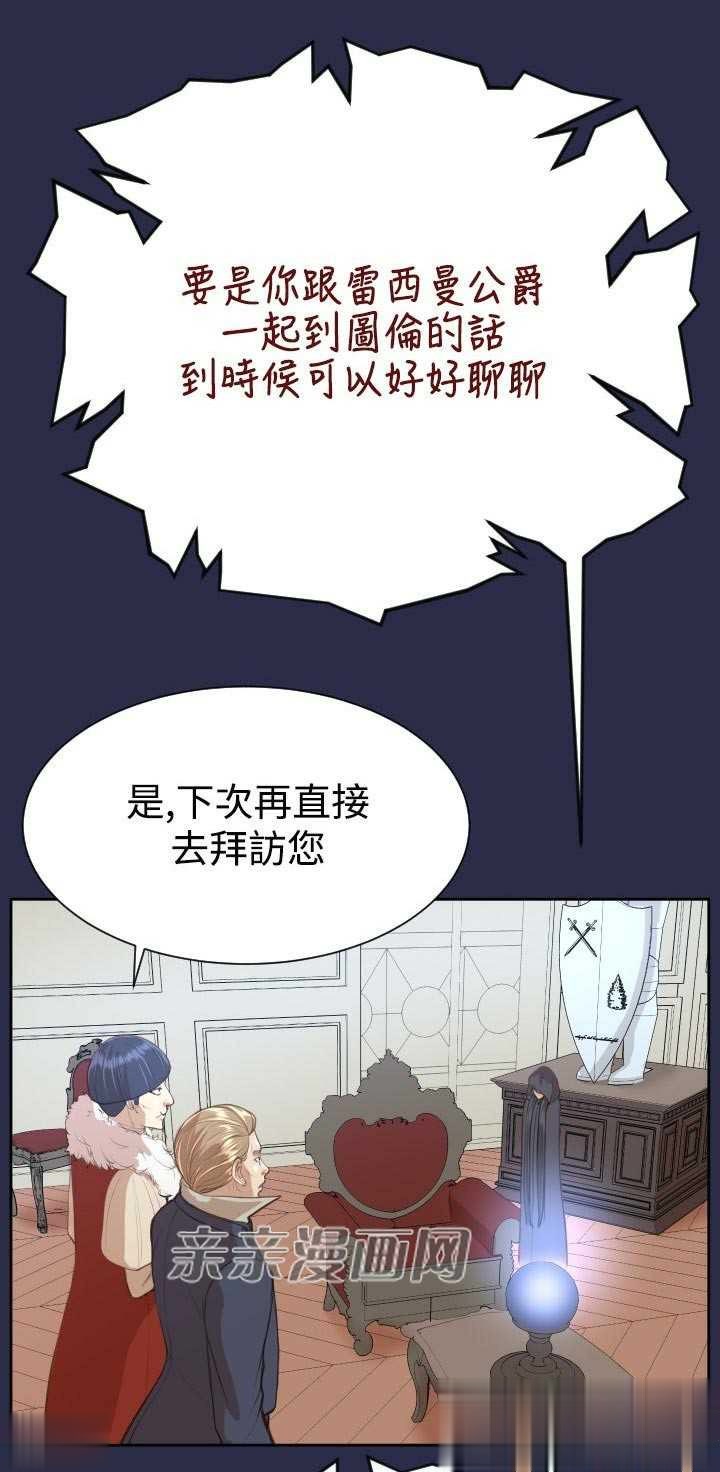 要是你跟雷西曼公爵
一起到圖倫的話
到時候可以好好聊聊
是,下次再直接
去拜訪您
亲亲漫画网